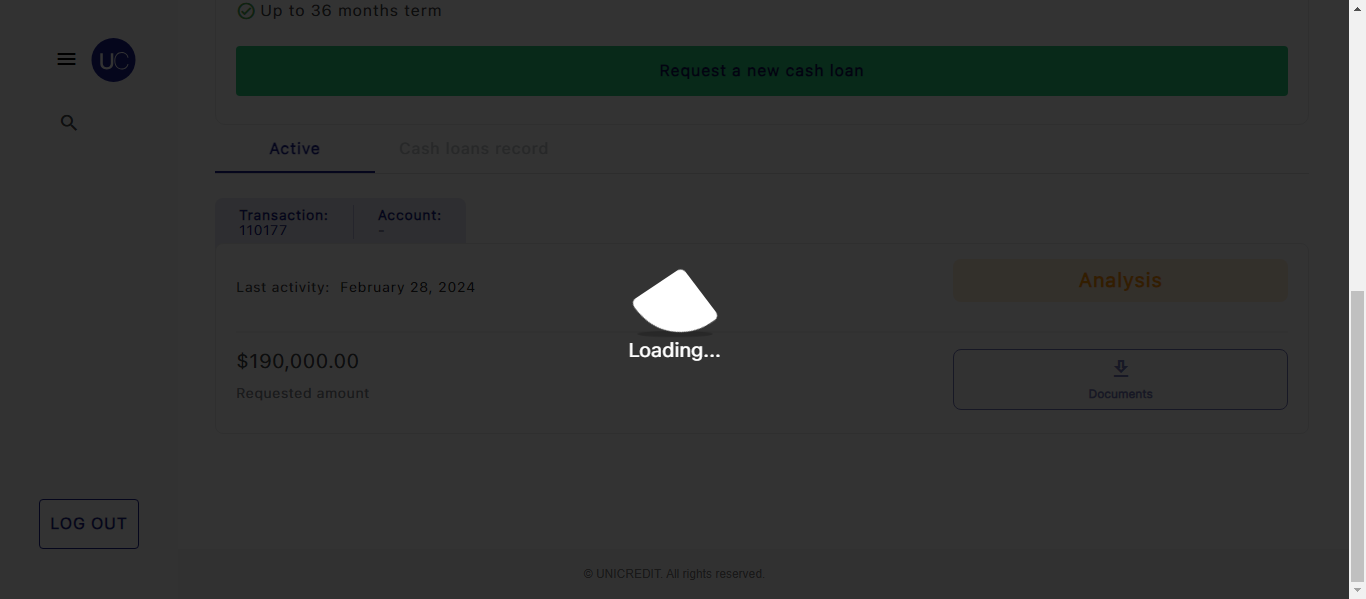 Up to 36 months term
UC
Request a new cash loan
Active
Cash loans record
Transaction:
110177
Account:
-
Last activity: February 28, 2024
Analysis
$190,000.00
Requested amount
Documents
Loading...
LOG OUT
© UNICREDIT. All rights reserved.